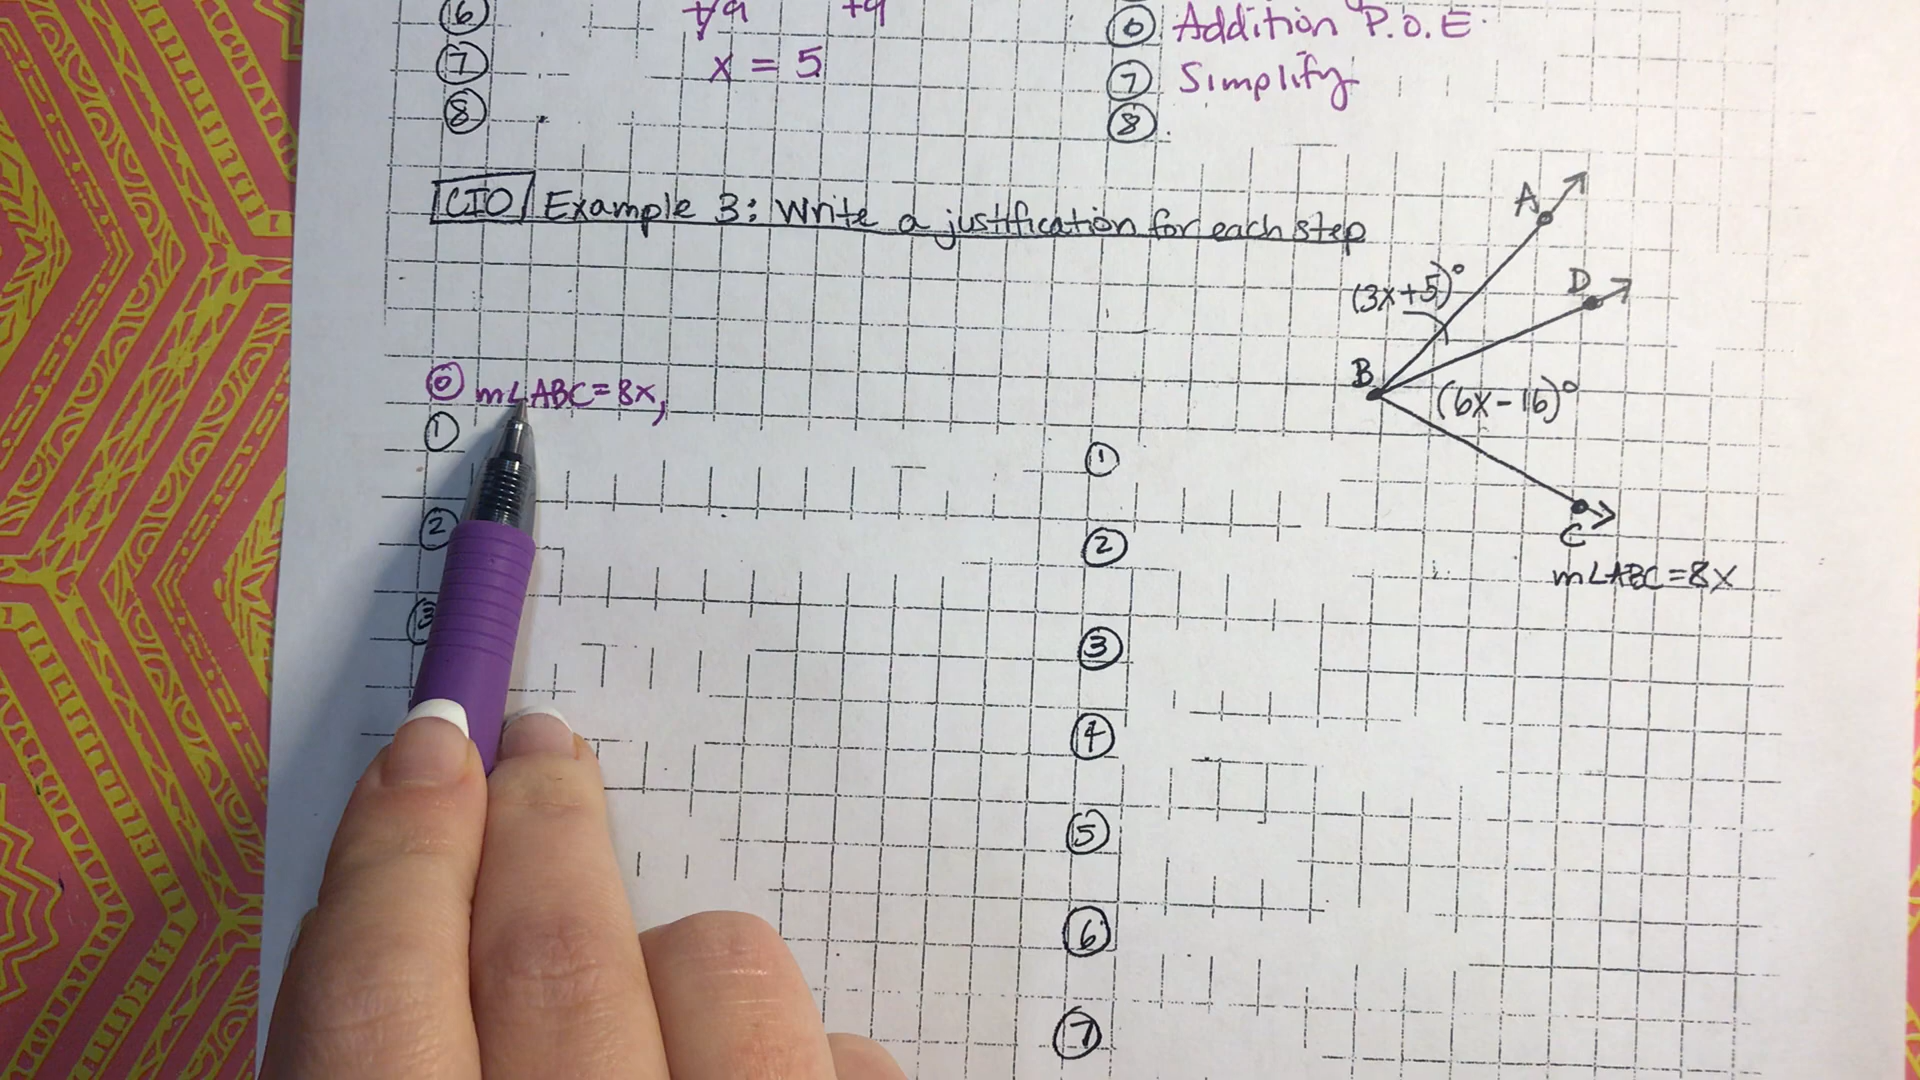 ⑥ +9 +9 ⑥ Addition P.O.E.
⑦ x = 5 ⑦ Simplify
⑧ ⑧
CIO Example 3: Write a justification for each step
A
D
(3x+5)°
B
(6x-16)°
C
m∠ABC=8x
⓪ m∠ABC=8x,
① ①
② ②
③ ③
④
⑤
⑥
⑦